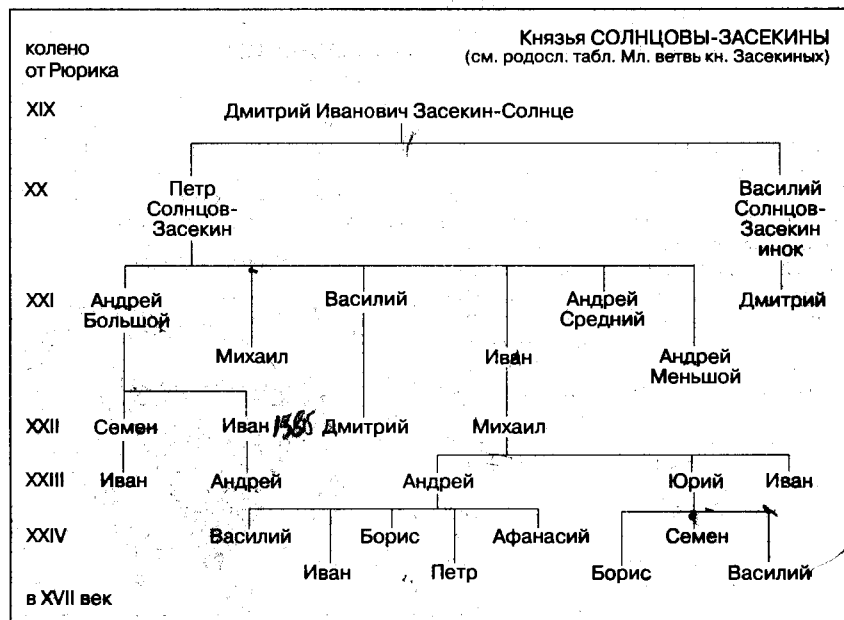 колено
от Рюрика
Князья СОЛНЦОВЫ-ЗАСЕКИНЫ
(см. родосл. табл. Мл. ветвь кн. Засекиных)
XIX Дмитрий Иванович Засекин-Солнце
XX
Петр
Солнцов-
Засекин
Василий
Солнцов-
Засекин
инок
XXI
Андрей
Большой
Михаил
Василий
Иван
Андрей
Средний
Андрей
Меньшой
Дмитрий
XXII Семен Иван Дмитрий Михаил
XXIII Иван Андрей Андрей Юрий Иван
XXIV Василий Борис Афанасий Семен
Иван Петр Борис Василий
в XVII век